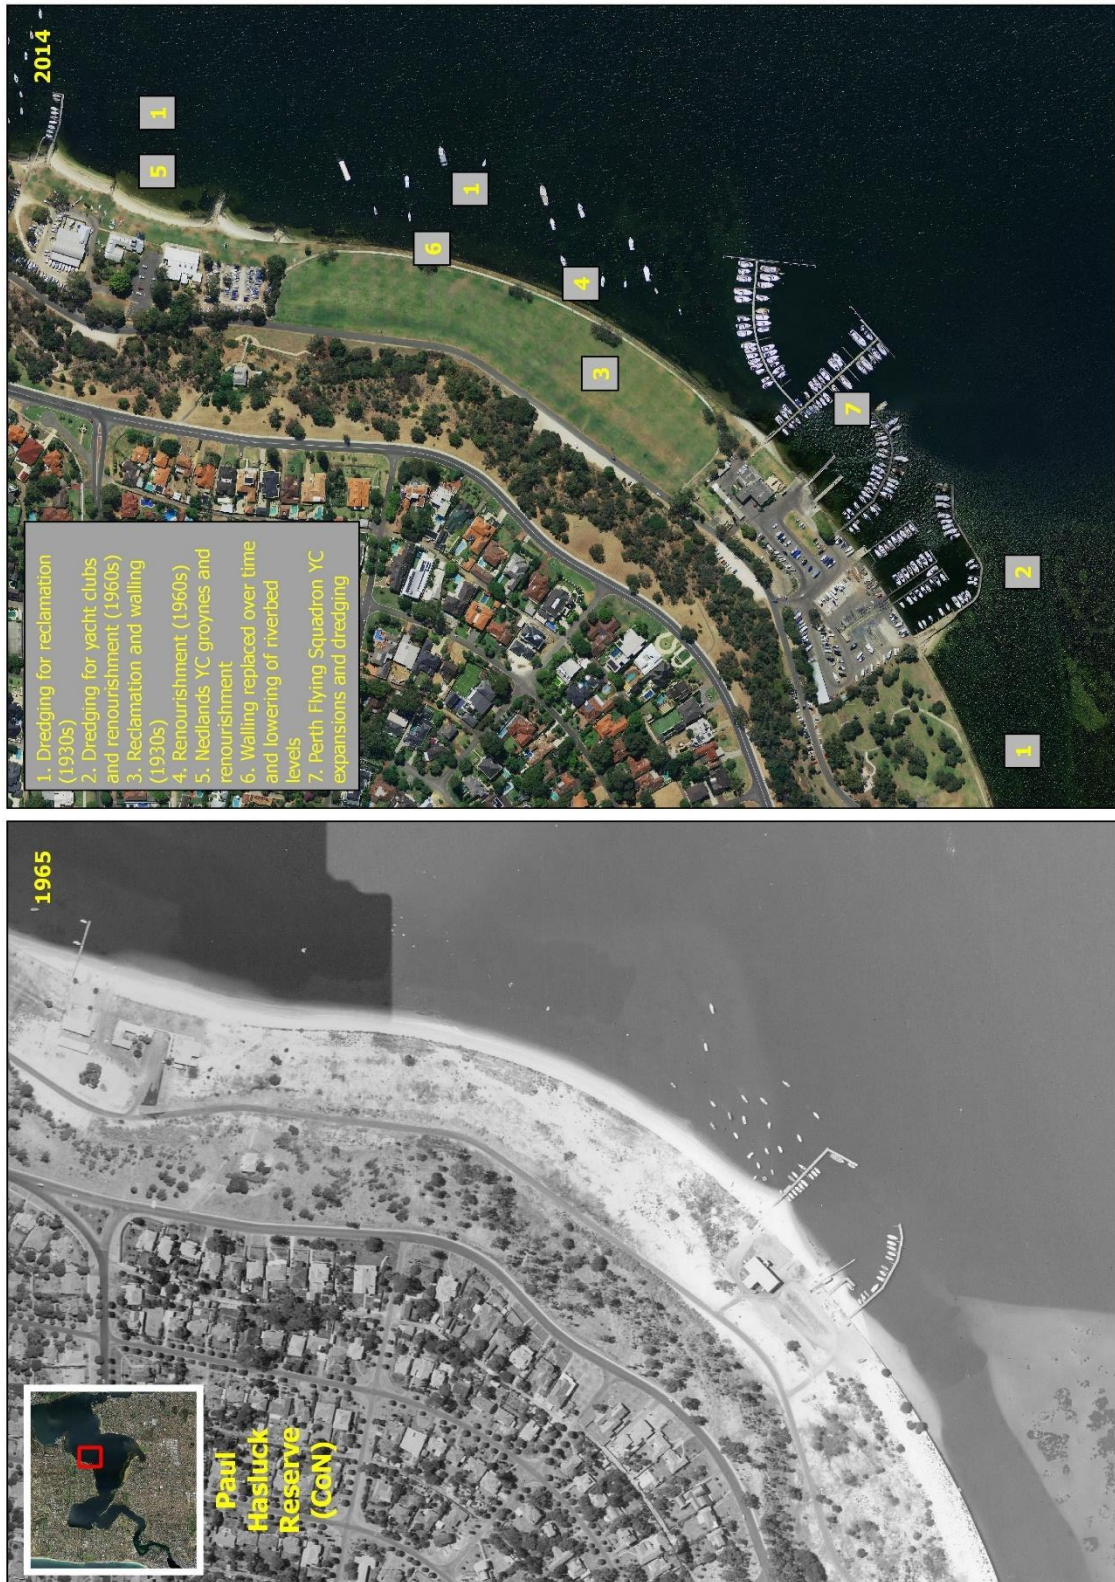 Paul
Hasluck
Reserve
(CoN)
1965
2014
1. Dredging for reclamation
(1930s)
2. Dredging for yacht clubs
and renourishment (1960s)
3. Reclamation and walling
(1930s)
4. Renourishment (1960s)
5. Nedlands YC groynes and
renourishment
6. Walling replaced over time
and lowering of riverbed
levels
7. Perth Flying Squadron YC
expansions and dredging
5
1
6
1
4
3
7
1
2